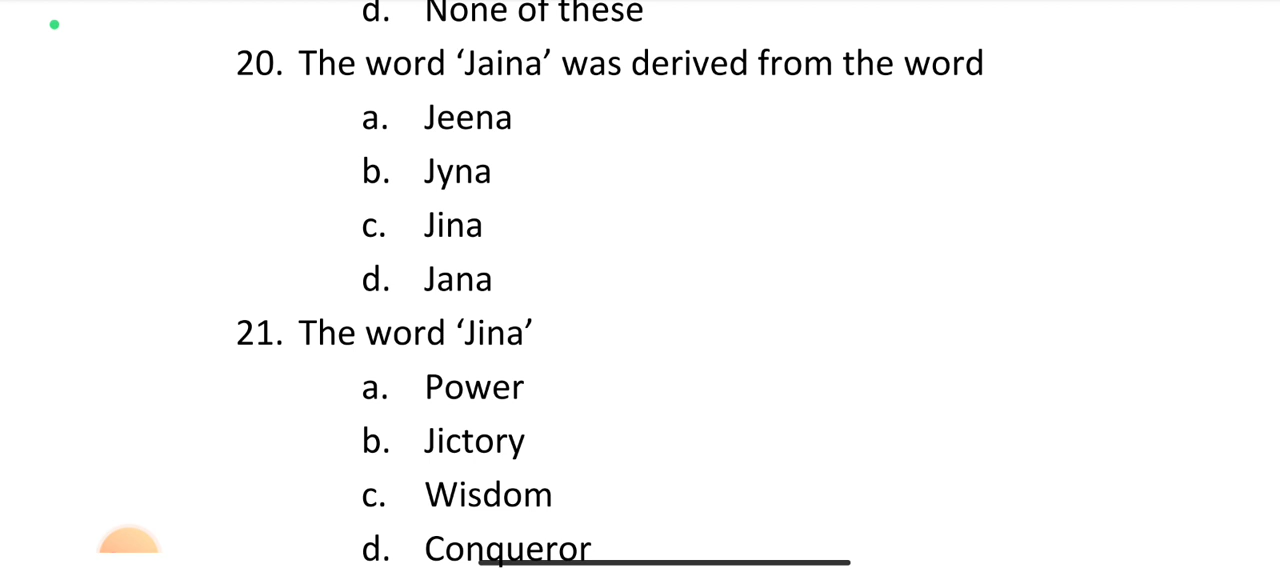 d. None of these
20. The word ‘Jaina’ was derived from the word
a. Jeena
b. Jyna
c. Jina
d. Jana
21. The word ‘Jina’
a. Power
b. Jictory
c. Wisdom
d. Conqueror